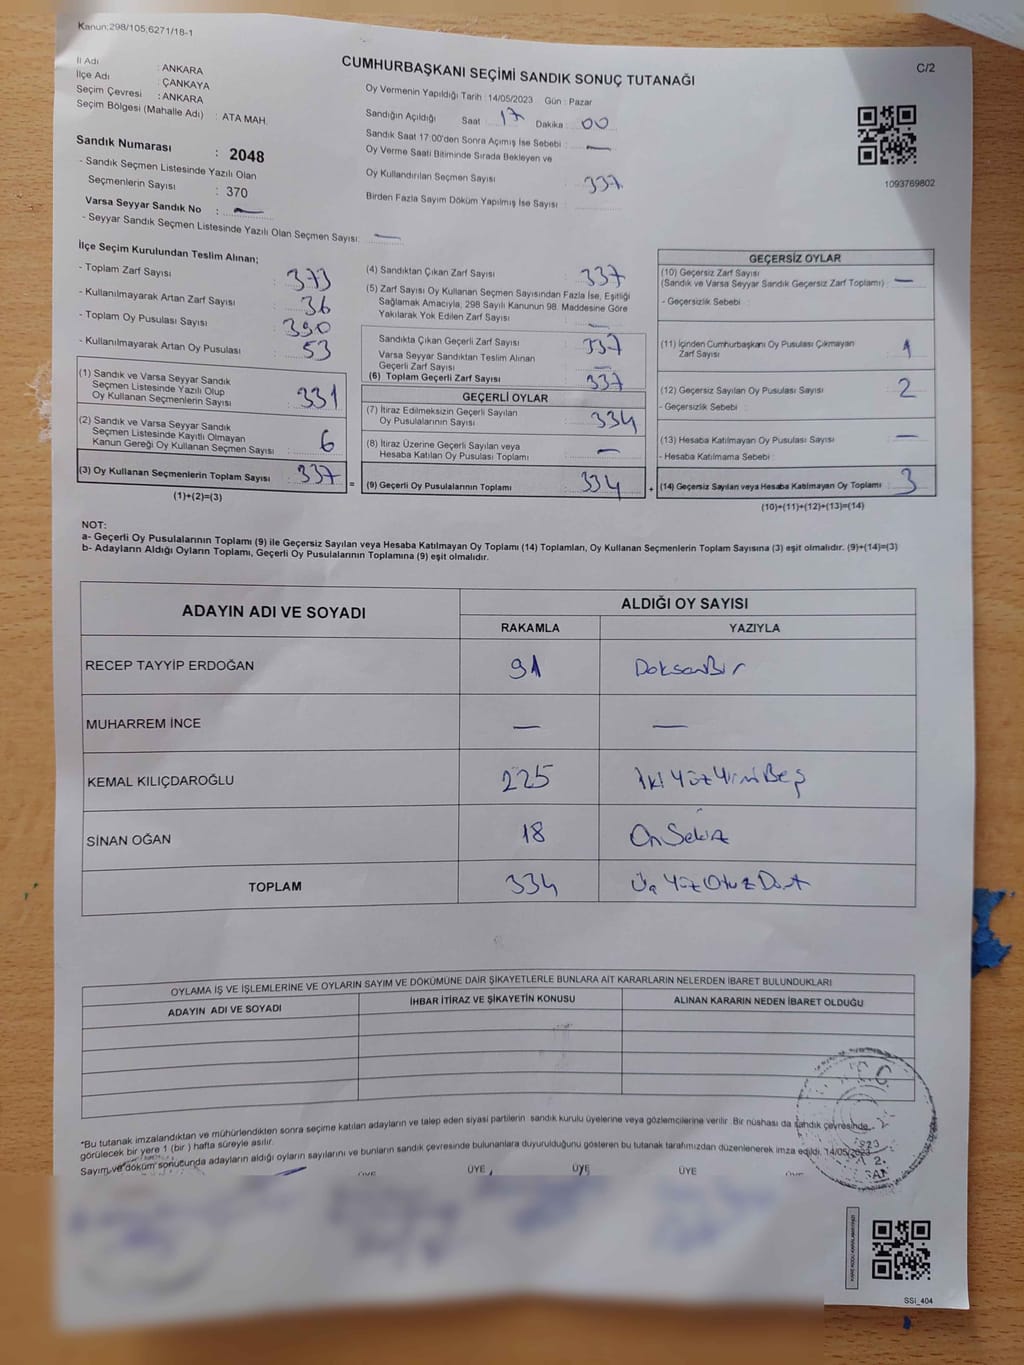 Kanun:298/105;6271/18-1
C/2
CUMHURBAŞKANI SEÇİMİ SANDIK SONUÇ TUTANAĞI
İl Adı : ANKARA
İlçe Adı : ÇANKAYA
Seçim Çevresi : ANKARA
Seçim Bölgesi (Mahalle Adı) : ATA MAH.
Sandık Numarası : 2048
- Sandık Seçmen Listesinde Yazılı Olan
Seçmenlerin Sayısı : 370
Varsa Seyyar Sandık No : —
- Seyyar Sandık Seçmen Listesinde Yazılı Olan Seçmen Sayısı: —
Oy Vermenin Yapıldığı Tarih : 14/05/2023 Gün : Pazar
Sandığın Açıldığı Saat 17 Dakika 00
Sandık Saat 17:00'den Sonra Açımış İse Sebebi : —
Oy Verme Saati Bitiminde Sırada Bekleyen ve
Oy Kullandırılan Seçmen Sayısı : 337
Birden Fazla Sayım Döküm Yapılmış İse Sayısı :
1093769802
İlçe Seçim Kurulundan Teslim Alınan;
- Toplam Zarf Sayısı : 373
- Kullanılmayarak Artan Zarf Sayısı : 36
- Toplam Oy Pusulası Sayısı : 390
- Kullanılmayarak Artan Oy Pusulası : 53
(1) Sandık ve Varsa Seyyar Sandık
Seçmen Listesinde Yazılı Olup
Oy Kullanan Seçmenlerin Sayısı : 331
(2) Sandık ve Varsa Seyyar Sandık
Seçmen Listesinde Kayıtlı Olmayan
Kanun Gereği Oy Kullanan Seçmen Sayısı : 6
(3) Oy Kullanan Seçmenlerin Toplam Sayısı : 337
(1)+(2)=(3)
(4) Sandıktan Çıkan Zarf Sayısı : 337
(5) Zarf Sayısı Oy Kullanan Seçmen Sayısından Fazla İse, Eşitliği
Sağlamak Amacıyla; 298 Sayılı Kanunun 98. Maddesine Göre
Yakılarak Yok Edilen Zarf Sayısı : —
Sandıkta Çıkan Geçerli Zarf Sayısı : 337
Varsa Seyyar Sandıktan Teslim Alınan
Geçerli Zarf Sayısı : —
(6) Toplam Geçerli Zarf Sayısı : 337
GEÇERLİ OYLAR
(7) İtiraz Edilmeksizin Geçerli Sayılan
Oy Pusulalarının Sayısı : 334
(8) İtiraz Üzerine Geçerli Sayılan veya
Hesaba Katılan Oy Pusulası Toplamı : —
= (9) Geçerli Oy Pusulalarının Toplamı : 334
GEÇERSİZ OYLAR
(10) Geçersiz Zarf Sayısı
(Sandık ve Varsa Seyyar Sandık Geçersiz Zarf Toplamı) : —
- Geçersizlik Sebebi :
(11) İçinden Cumhurbaşkanı Oy Pusulası Çıkmayan
Zarf Sayısı : 1
(12) Geçersiz Sayılan Oy Pusulası Sayısı : 2
- Geçersizlik Sebebi :
(13) Hesaba Katılmayan Oy Pusulası Sayısı : —
- Hesaba Katılmama Sebebi :
+ (14) Geçersiz Sayılan veya Hesaba Katılmayan Oy Toplamı : 3
(10)+(11)+(12)+(13)=(14)
NOT:
a- Geçerli Oy Pusulalarının Toplamı (9) ile Geçersiz Sayılan veya Hesaba Katılmayan Oy Toplamı (14) Toplamları, Oy Kullanan Seçmenlerin Toplam Sayısına (3) eşit olmalıdır. (9)+(14)=(3)
b- Adayların Aldığı Oyların Toplamı, Geçerli Oy Pusulalarının Toplamına (9) eşit olmalıdır.
ADAYIN ADI VE SOYADI ALDIĞI OY SAYISI
RAKAMLA YAZIYLA
RECEP TAYYİP ERDOĞAN 91 DoksanBir
MUHARREM İNCE — —
KEMAL KILIÇDAROĞLU 225 İki Yüz YirmiBeş
SİNAN OĞAN 18 OnSekiz
TOPLAM 334 Üç Yüz Otuz Dört
OYLAMA İŞ VE İŞLEMLERİNE VE OYLARIN SAYIM VE DÖKÜMÜNE DAİR ŞİKAYETLERLE BUNLARA AİT KARARLARIN NELERDEN İBARET BULUNDUKLARI
ADAYIN ADI VE SOYADI İHBAR İTİRAZ VE ŞİKAYETİN KONUSU ALINAN KARARIN NEDEN İBARET OLDUĞU
*Bu tutanak imzalandıktan ve mühürlendikten sonra seçime katılan adayların ve talep eden siyasi partilerin sandık kurulu üyelerine veya gözlemcilerine verilir. Bir nüshası da sandık çevresinde
görülecek bir yere 1 (bir) hafta süreyle asılır.
Sayım ve döküm sonucunda adayların aldığı oyların sayılarını ve bunların sandık çevresinde bulunanlara duyurulduğunu gösteren bu tutanak tarafımızdan düzenlenerek imza edildi. 14/05/2023
ÜYE ÜYE ÜYE ÜYE
SSİ_404